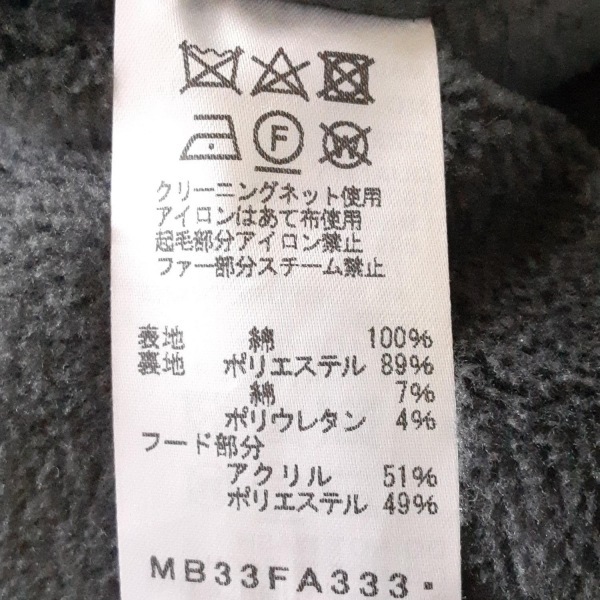 F W
クリーニングネット使用
アイロンはあて布使用
起毛部分アイロン禁止
ファー部分スチーム禁止
表地 綿 100%
裏地 ポリエステル 89%
綿 7%
ポリウレタン 4%
フード部分
アクリル 51%
ポリエステル 49%
MB33FA333・